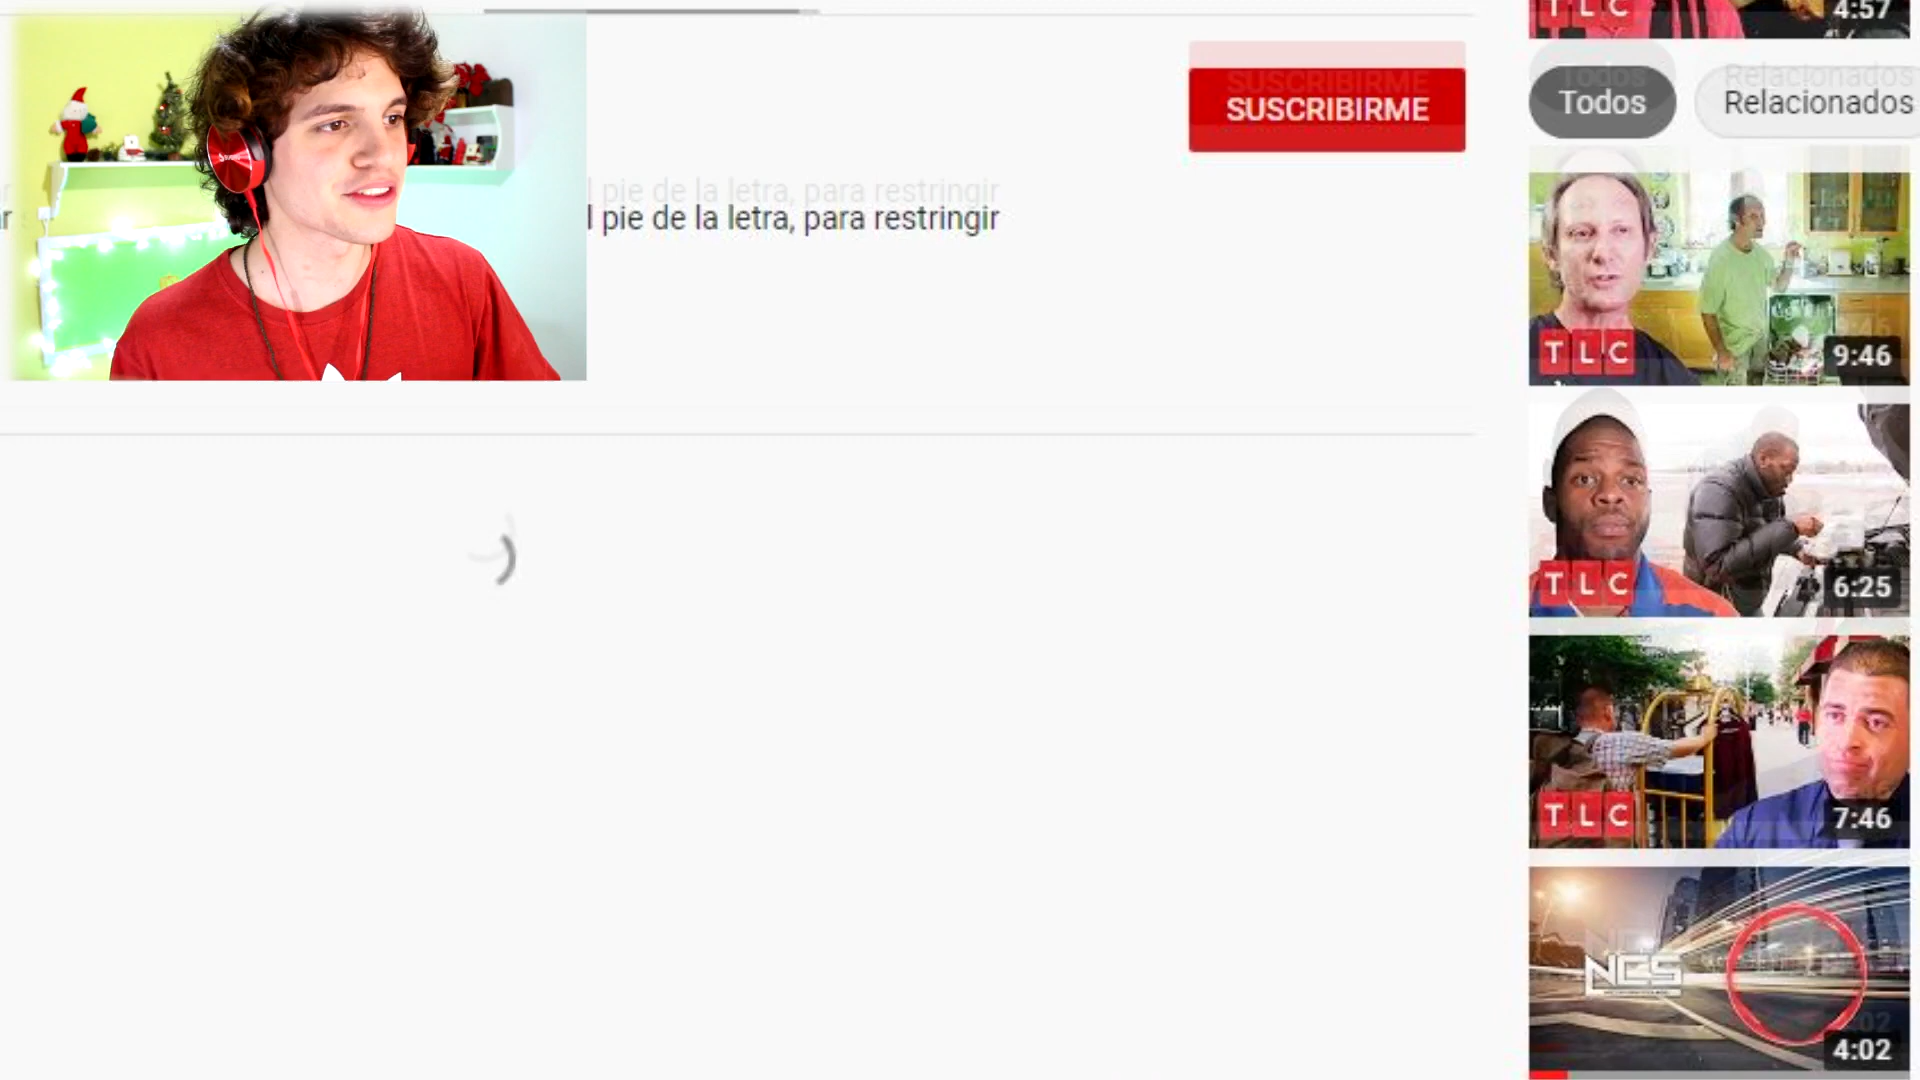 4:57
TLC
SUSCRIBIRME
Todos
Relacionados
l pie de la letra, para restringir
TLC
9:46
TLC
6:25
TLC
7:46
NCS
4:02